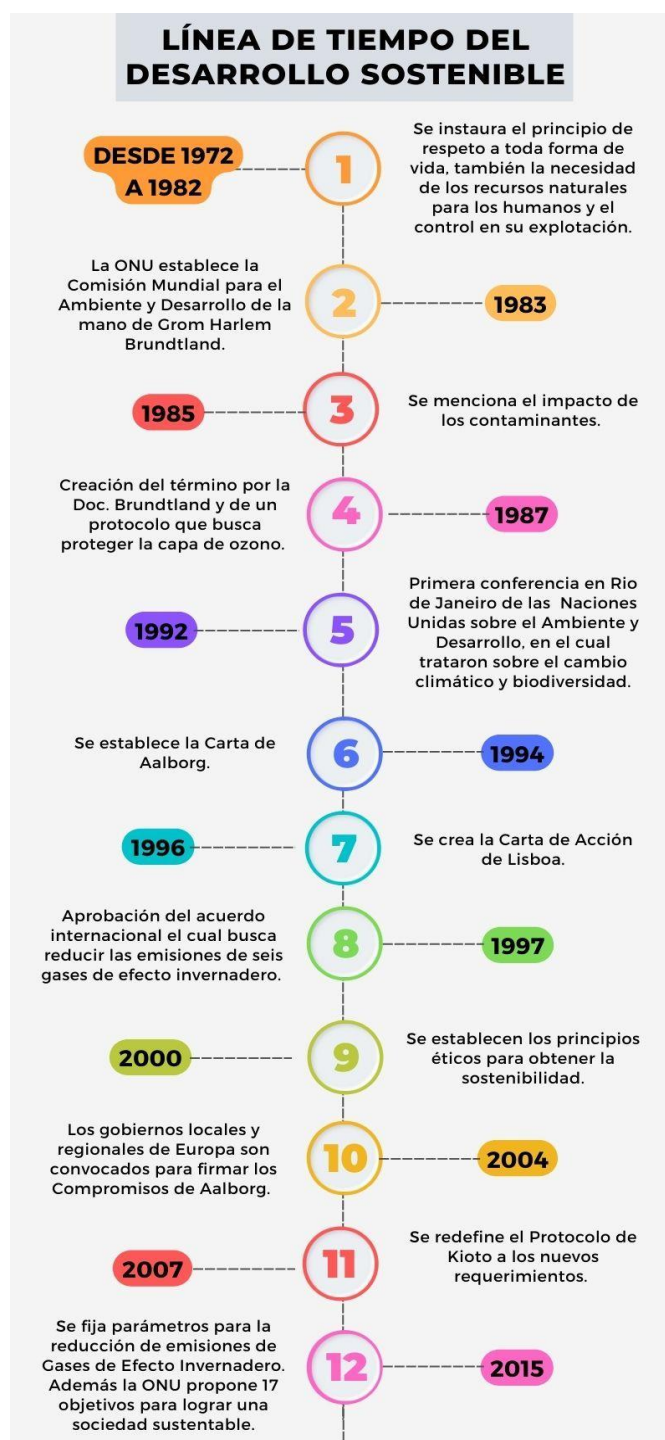 LÍNEA DE TIEMPO DEL
DESARROLLO SOSTENIBLE
DESDE 1972
A 1982
1
Se instaura el principio de
respeto a toda forma de
vida, también la necesidad
de los recursos naturales
para los humanos y el
control en su explotación.
La ONU establece la
Comisión Mundial para el
Ambiente y Desarrollo de la
mano de Grom Harlem
Brundtland.
2
1983
1985
3
Se menciona el impacto de
los contaminantes.
Creación del término por la
Doc. Brundtland y de un
protocolo que busca
proteger la capa de ozono.
4
1987
1992
5
Primera conferencia en Rio
de Janeiro de las Naciones
Unidas sobre el Ambiente y
Desarrollo, en el cual
trataron sobre el cambio
climático y biodiversidad.
Se establece la Carta de
Aalborg.
6
1994
1996
7
Se crea la Carta de Acción
de Lisboa.
Aprobación del acuerdo
internacional el cual busca
reducir las emisiones de seis
gases de efecto invernadero.
8
1997
2000
9
Se establecen los principios
éticos para obtener la
sostenibilidad.
Los gobiernos locales y
regionales de Europa son
convocados para firmar los
Compromisos de Aalborg.
10
2004
2007
11
Se redefine el Protocolo de
Kioto a los nuevos
requerimientos.
Se fija parámetros para la
reducción de emisiones de
Gases de Efecto Invernadero.
Además la ONU propone 17
objetivos para lograr una
sociedad sustentable.
12
2015